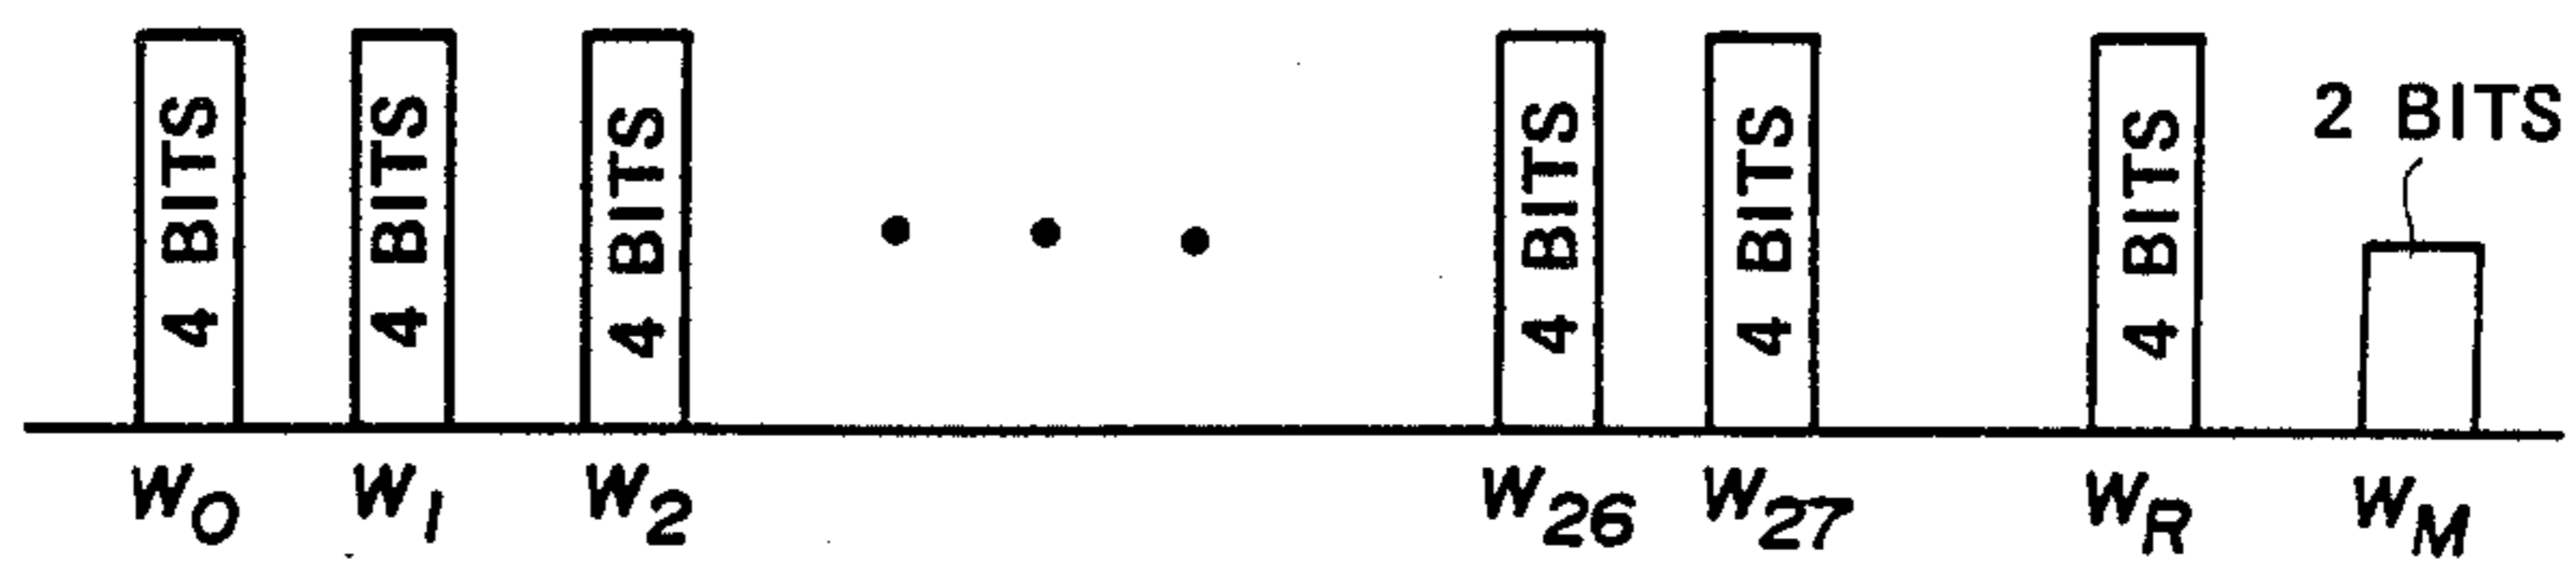 4 BITS 4 BITS 4 BITS • • • 4 BITS 4 BITS 4 BITS 2 BITS
W0 W1 W2 W26 W27 WR WM